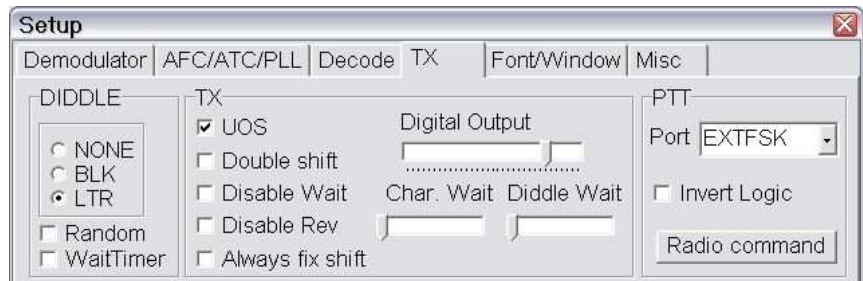 Setup
Demodulator AFC/ATC/PLL Decode TX Font/Window Misc
DIDDLE
NONE
BLK
LTR
Random
WaitTimer
TX
UOS
Double shift
Disable Wait
Disable Rev
Always fix shift
Digital Output
Char. Wait Diddle Wait
PTT
Port EXTFSK
Invert Logic
Radio command